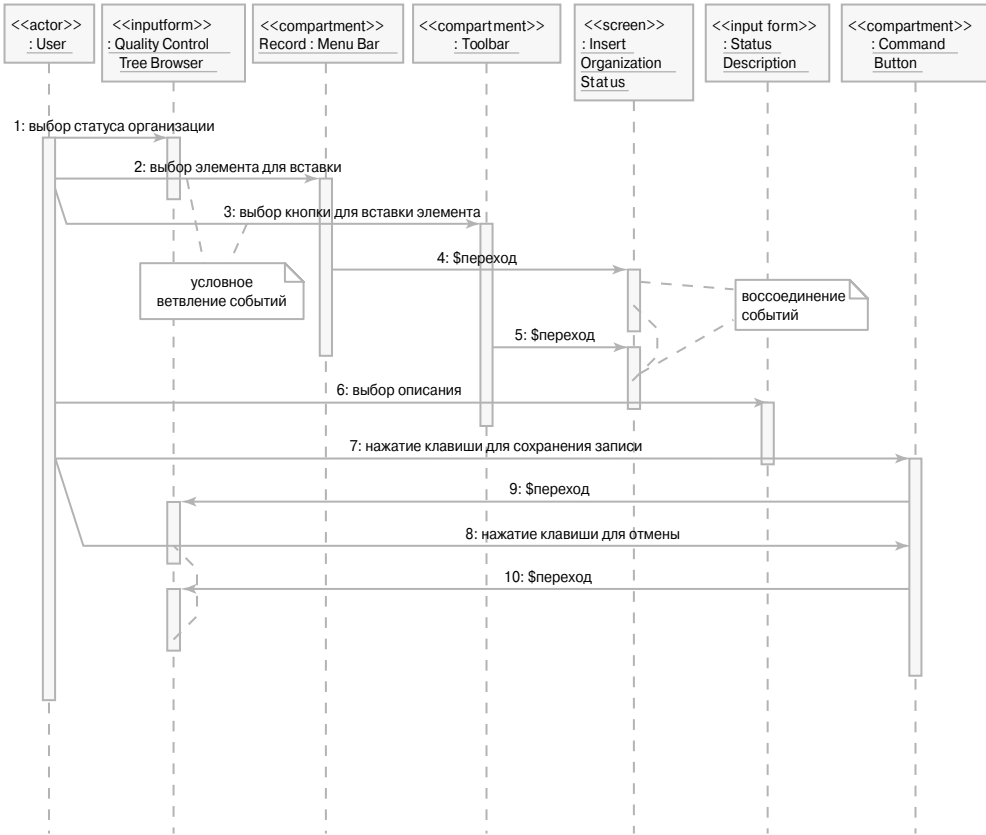 <<actor>>
: User
<<inputform>>
: Quality Control
Tree Browser
<<compartment>>
Record : Menu Bar
<<compartment>>
: Toolbar
<<screen>>
: Insert
Organization
Status
<<input form>>
: Status
Description
<<compartment>>
: Command
Button
1: выбор статуса организации
2: выбор элемента для вставки
3: выбор кнопки для вставки элемента
4: $переход
условное
ветвление событий
воссоединение
событий
5: $переход
6: выбор описания
7: нажатие клавиши для сохранения записи
9: $переход
8: нажатие клавиши для отмены
10: $переход